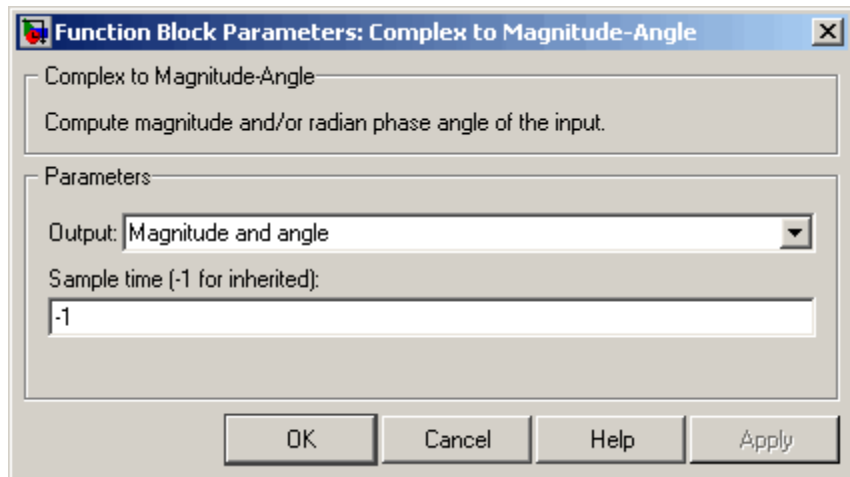 Function Block Parameters: Complex to Magnitude-Angle
Complex to Magnitude-Angle
Compute magnitude and/or radian phase angle of the input.
Parameters
Output: Magnitude and angle
Sample time (-1 for inherited):
-1
OK Cancel Help Apply